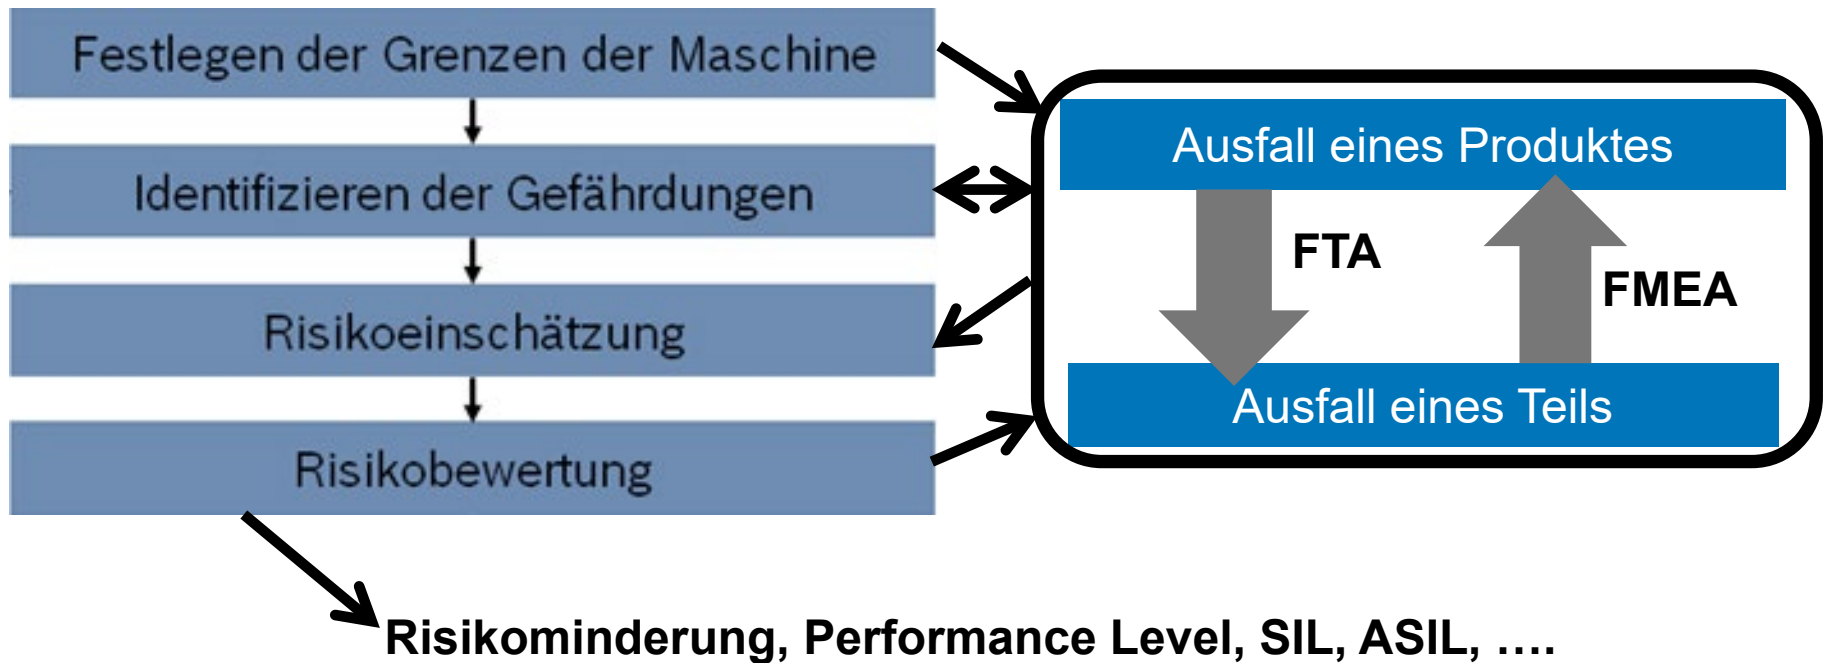 Festlegen der Grenzen der Maschine
Identifizieren der Gefährdungen
Risikoeinschätzung
Risikobewertung
Ausfall eines Produktes
FTA
FMEA
Ausfall eines Teils
Risikominderung, Performance Level, SIL, ASIL, ....